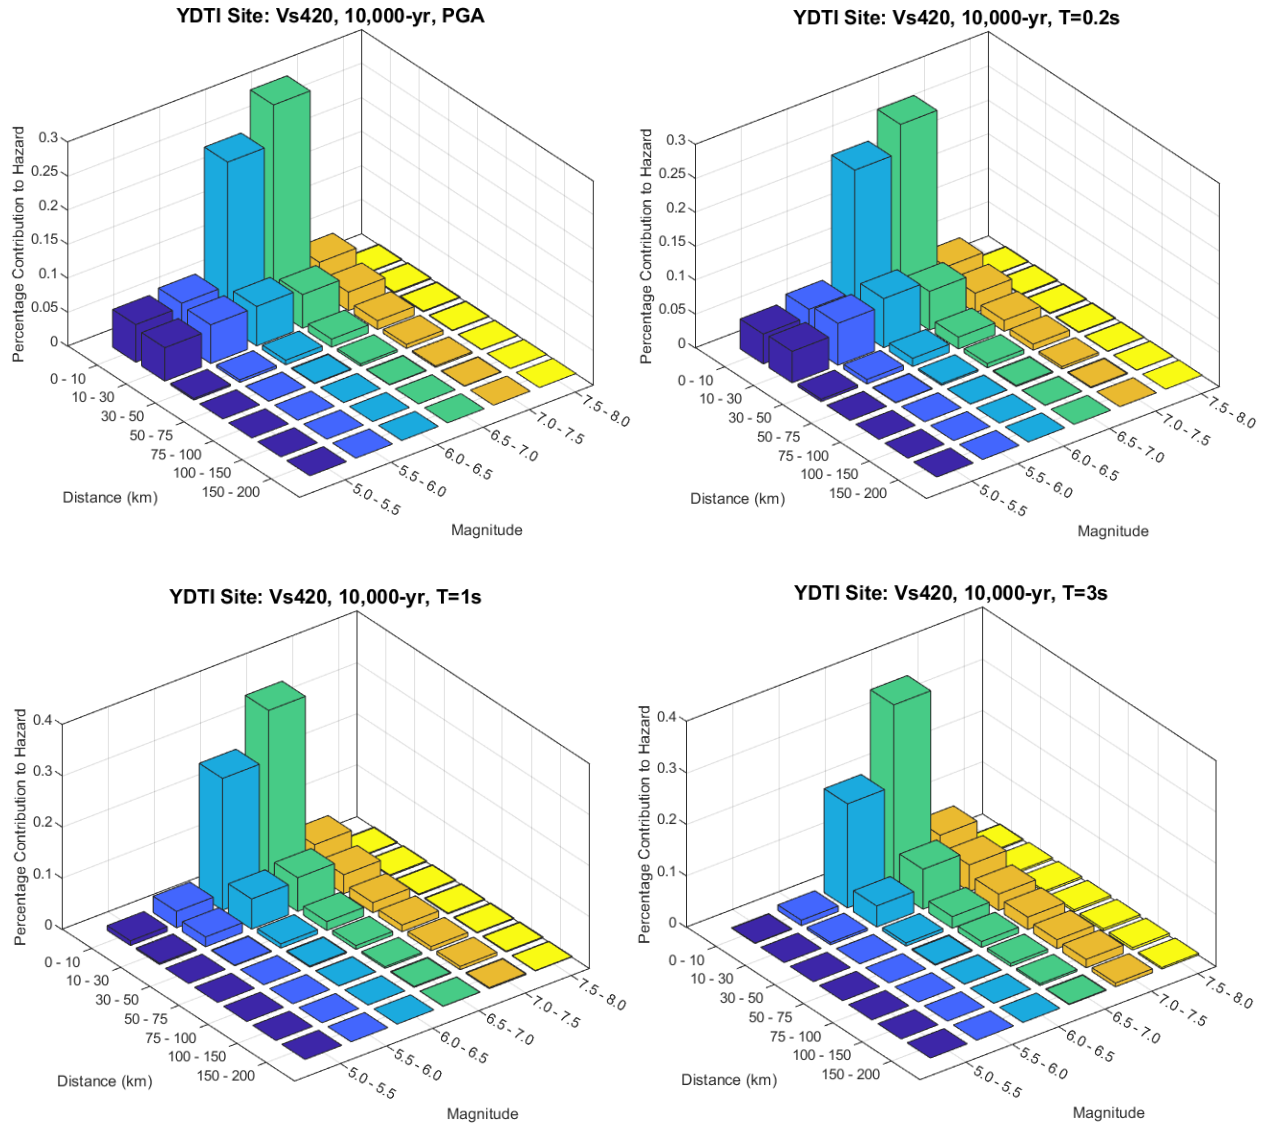 YDTI Site: Vs420, 10,000-yr, PGA
Percentage Contribution to Hazard
0.3
0.25
0.2
0.15
0.1
0.05
0
0 - 10
10 - 30
30 - 50
50 - 75
75 - 100
100 - 150
150 - 200
Distance (km)
5.0 - 5.5
5.5 - 6.0
6.0 - 6.5
6.5 - 7.0
7.0 - 7.5
7.5 - 8.0
Magnitude
YDTI Site: Vs420, 10,000-yr, T=0.2s
Percentage Contribution to Hazard
0.3
0.25
0.2
0.15
0.1
0.05
0
0 - 10
10 - 30
30 - 50
50 - 75
75 - 100
100 - 150
150 - 200
Distance (km)
5.0 - 5.5
5.5 - 6.0
6.0 - 6.5
6.5 - 7.0
7.0 - 7.5
7.5 - 8.0
Magnitude
YDTI Site: Vs420, 10,000-yr, T=1s
Percentage Contribution to Hazard
0.4
0.3
0.2
0.1
0
0 - 10
10 - 30
30 - 50
50 - 75
75 - 100
100 - 150
150 - 200
Distance (km)
5.0 - 5.5
5.5 - 6.0
6.0 - 6.5
6.5 - 7.0
7.0 - 7.5
7.5 - 8.0
Magnitude
YDTI Site: Vs420, 10,000-yr, T=3s
Percentage Contribution to Hazard
0.4
0.3
0.2
0.1
0
0 - 10
10 - 30
30 - 50
50 - 75
75 - 100
100 - 150
150 - 200
Distance (km)
5.0 - 5.5
5.5 - 6.0
6.0 - 6.5
6.5 - 7.0
7.0 - 7.5
7.5 - 8.0
Magnitude